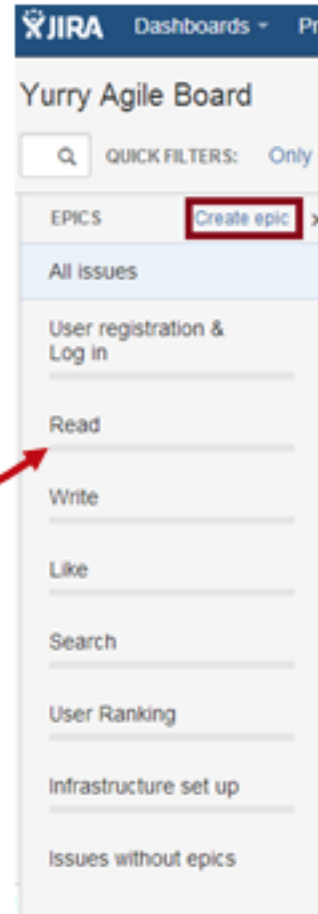 JIRA Dashboards Pr
Yurry Agile Board
QUICK FILTERS: Only
EPICS Create epic x
All issues
User registration &
Log in
Read
Write
Like
Search
User Ranking
Infrastructure set up
Issues without epics